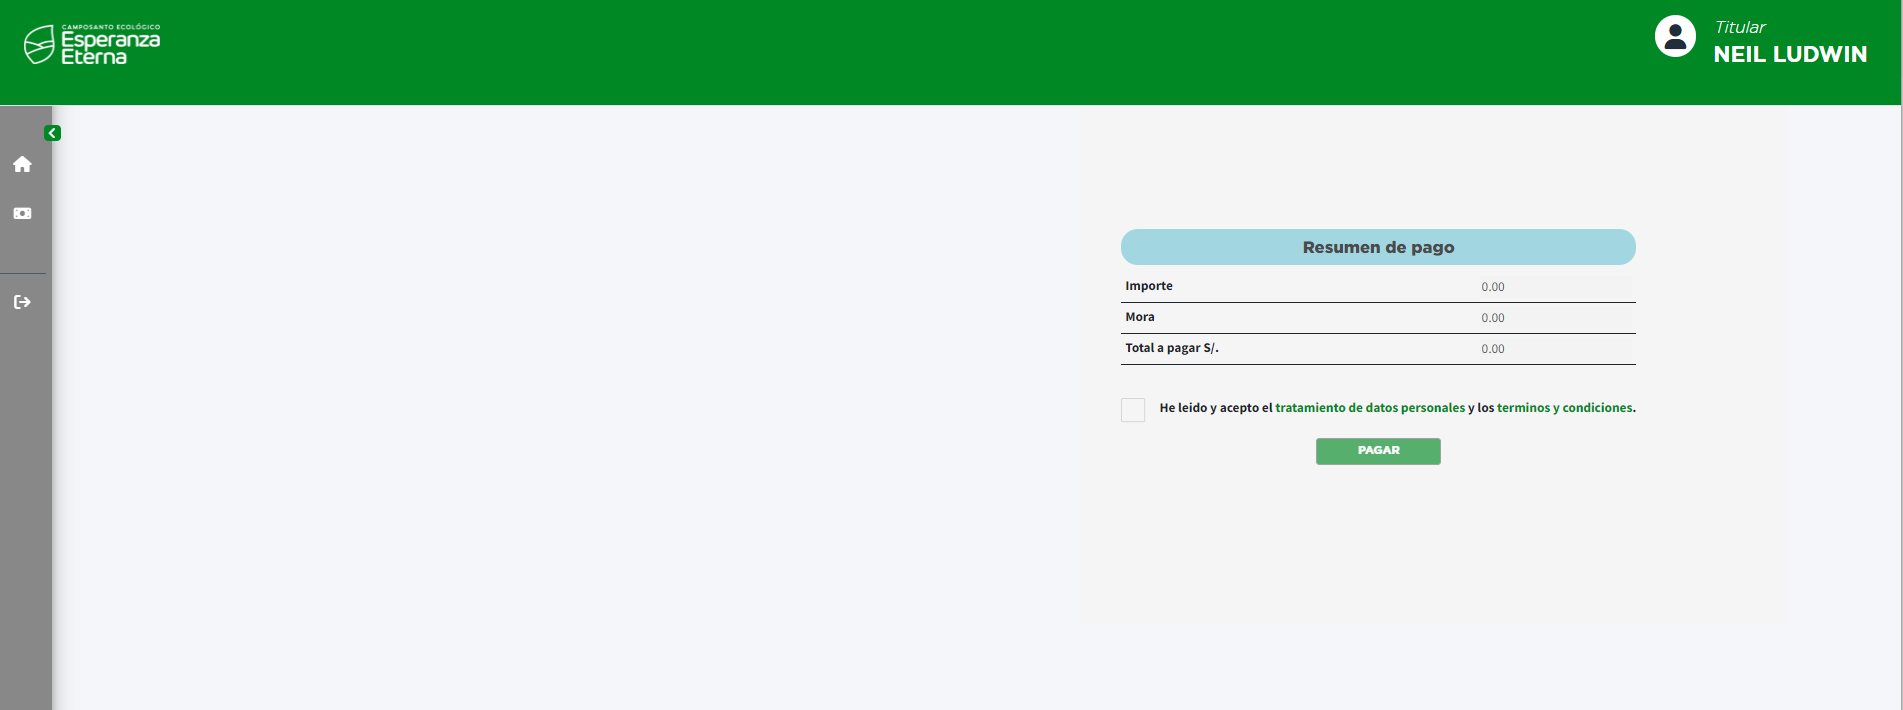 CAMPOSANTO ECOLÓGICO
Esperanza
Eterna
Titular
NEIL LUDWIN
Resumen de pago
Importe 0.00
Mora 0.00
Total a pagar S/. 0.00
He leido y acepto el tratamiento de datos personales y los terminos y condiciones.
PAGAR